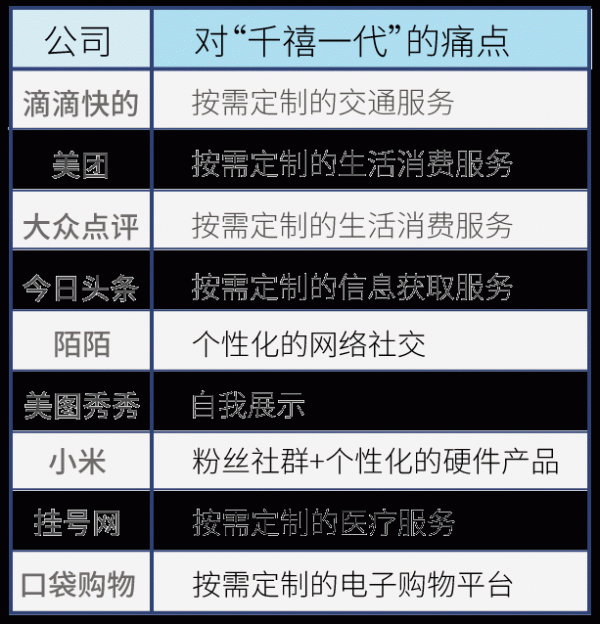 公司 对“千禧一代”的痛点
滴滴快的 按需定制的交通服务
美团 按需定制的生活消费服务
大众点评 按需定制的生活消费服务
今日头条 按需定制的信息获取服务
陌陌 个性化的网络社交
美图秀秀 自我展示
小米 粉丝社群+个性化的硬件产品
挂号网 按需定制的医疗服务
口袋购物 按需定制的电子购物平台